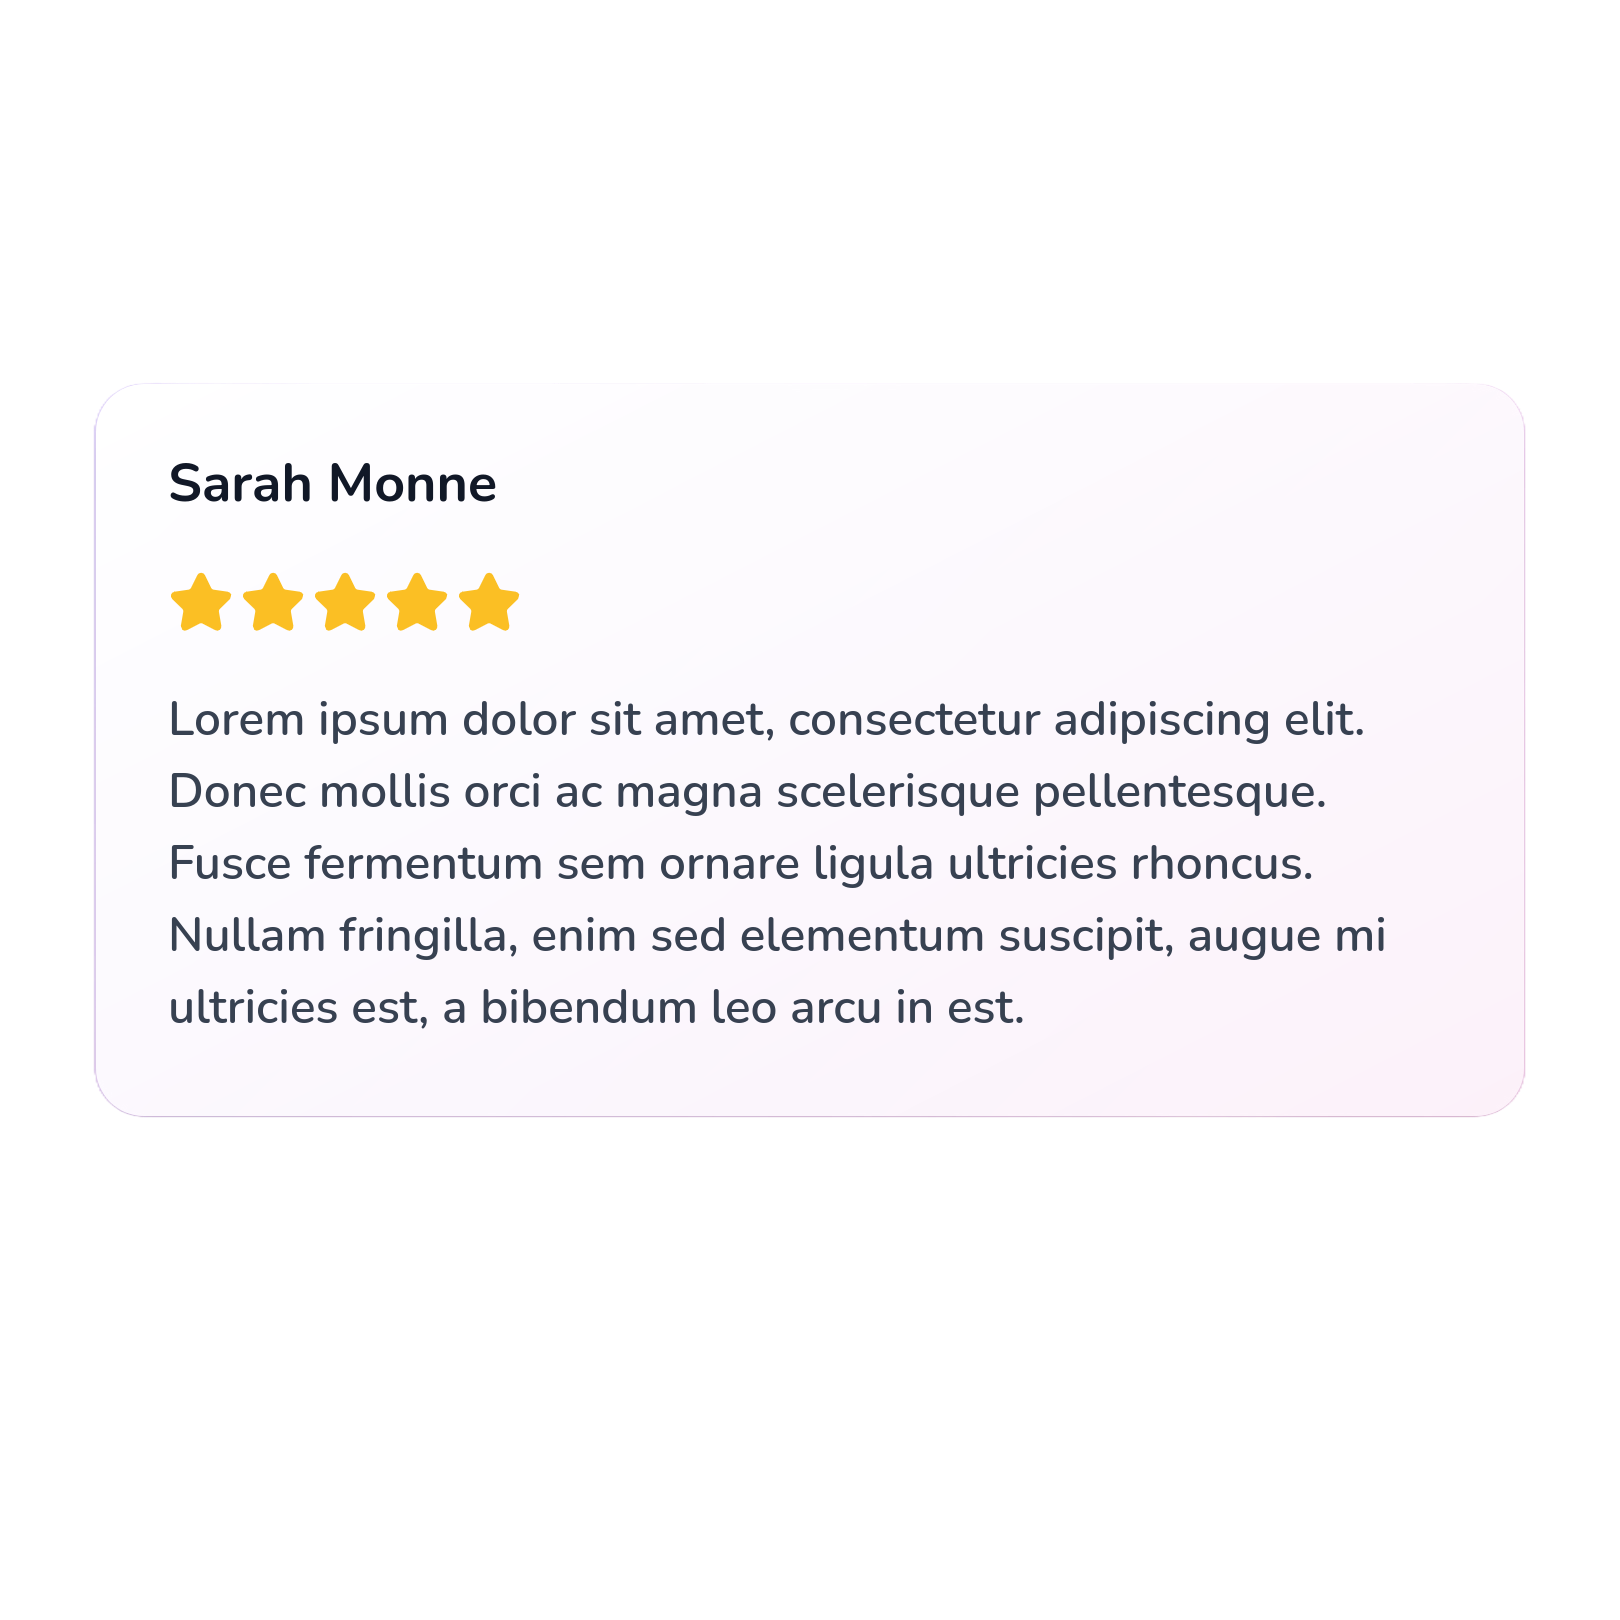 Sarah Monne
Lorem ipsum dolor sit amet, consectetur adipiscing elit.
Donec mollis orci ac magna scelerisque pellentesque.
Fusce fermentum sem ornare ligula ultricies rhoncus.
Nullam fringilla, enim sed elementum suscipit, augue mi
ultricies est, a bibendum leo arcu in est.